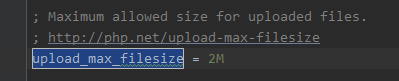 ; Maximum allowed size for uploaded files.
; http://php.net/upload-max-filesize
upload_max_filesize = 2M